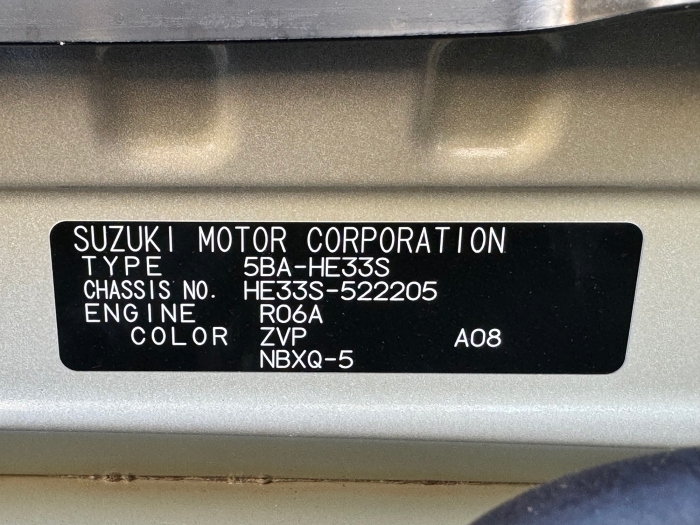 SUZUKI MOTOR CORPORATION
TYPE 5BA-HE33S
CHASSIS NO. HE33S-522205
ENGINE R06A
COLOR ZVP A08
NBXQ-5